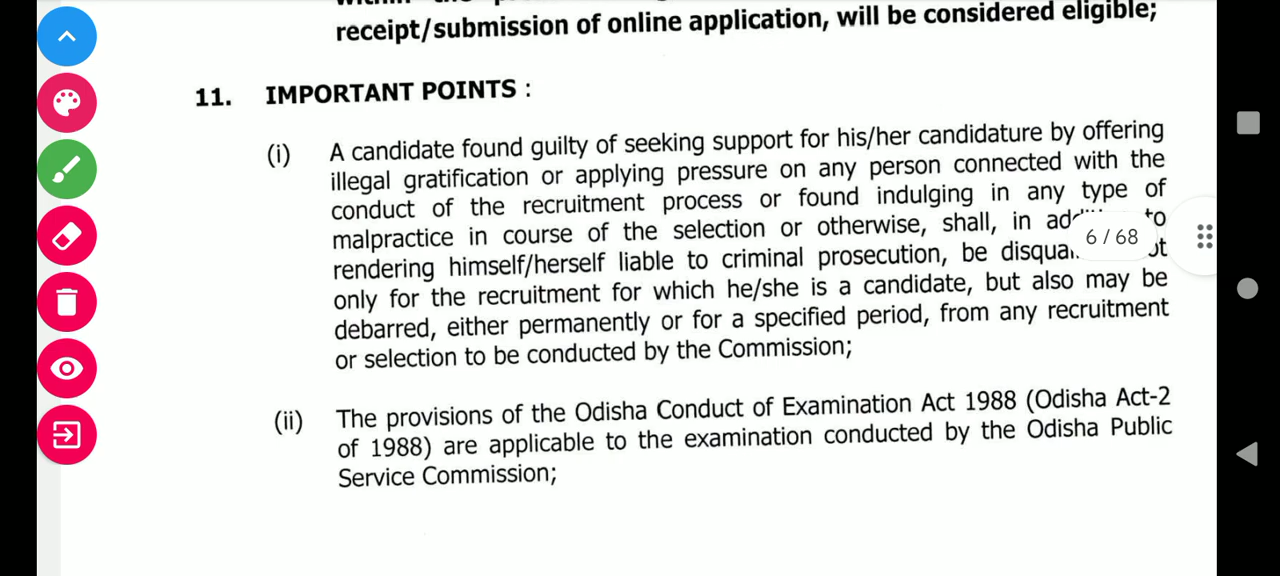 receipt/submission of online application, will be considered eligible;
11. IMPORTANT POINTS :
(i) A candidate found guilty of seeking support for his/her candidature by offering
illegal gratification or applying pressure on any person connected with the
conduct of the recruitment process or found indulging in any type of
malpractice in course of the selection or otherwise, shall, in to
rendering himself/herself liable to criminal prosecution, be
only for the recruitment for which he/she is a candidate, but also may be
debarred, either permanently or for a specified period, from any recruitment
or selection to be conducted by the Commission;
6 / 68
(ii) The provisions of the Odisha Conduct of Examination Act 1988 (Odisha Act-2
of 1988) are applicable to the examination conducted by the Odisha Public
Service Commission;